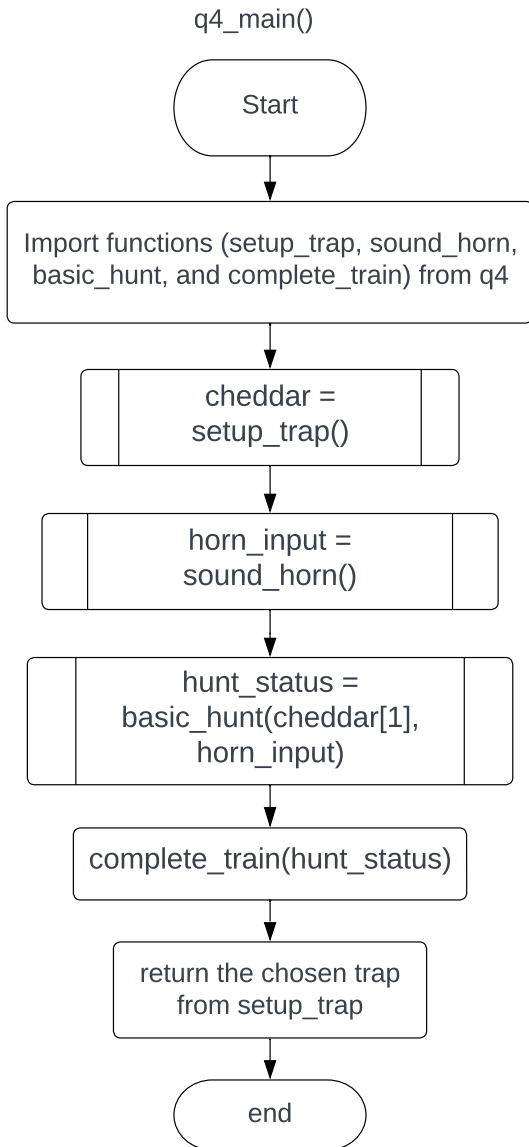 q4_main()
Start
Import functions (setup_trap, sound_horn,
basic_hunt, and complete_train) from q4
cheddar =
setup_trap()
horn_input =
sound_horn()
hunt_status =
basic_hunt(cheddar[1],
horn_input)
complete_train(hunt_status)
return the chosen trap
from setup_trap
end